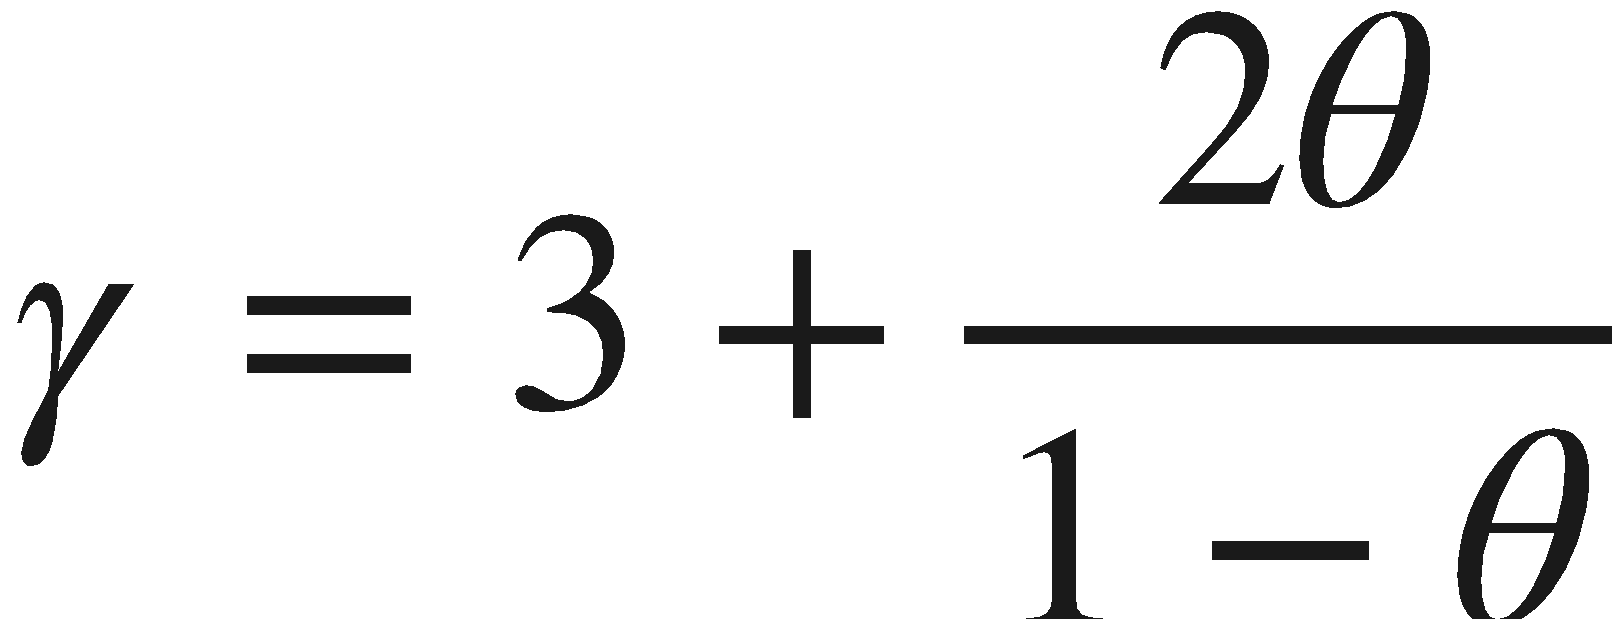 γ = 3 + 2θ / 1 − θ